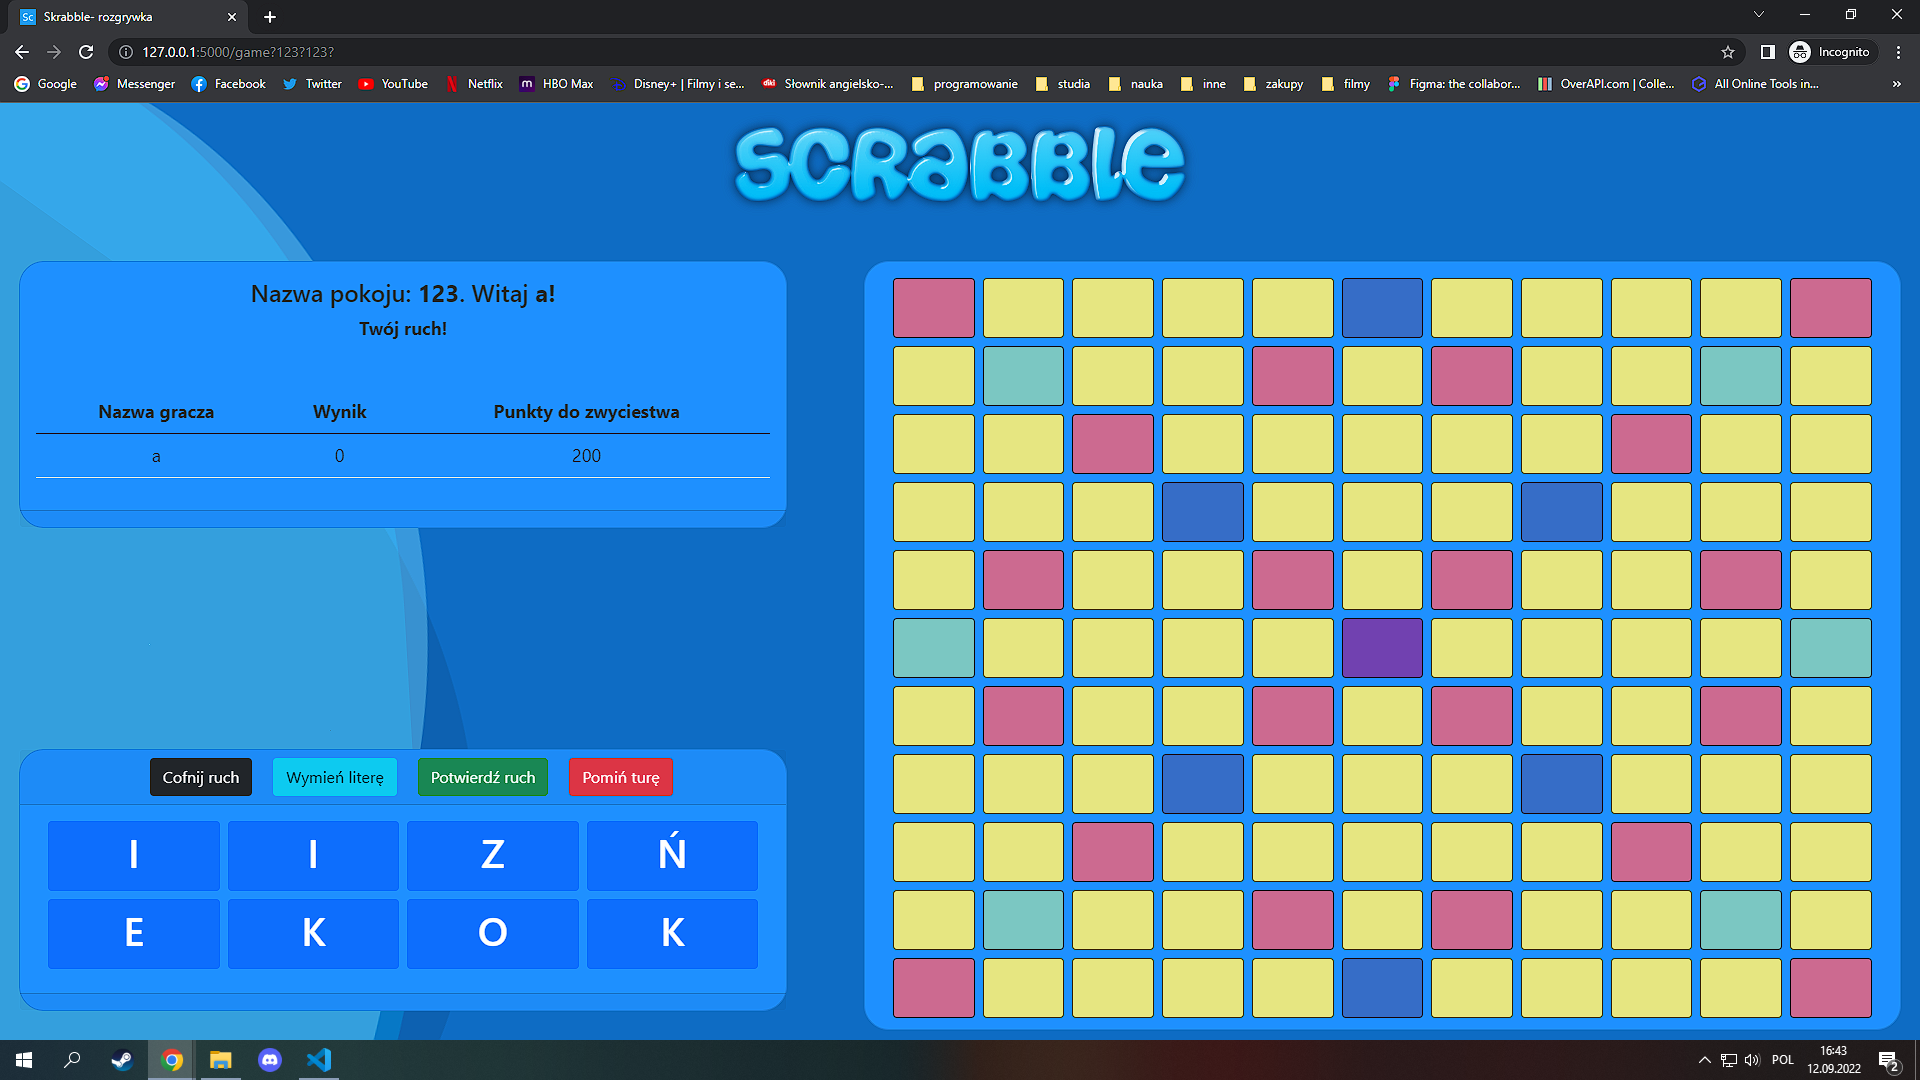 Sc Skrabble- rozgrywka
127.0.0.1:5000/game?123?123?
Incognito
Google Messenger Facebook Twitter YouTube Netflix HBO Max Disney+ | Filmy i se... Słownik angielsko-... programowanie studia nauka inne zakupy filmy Figma: the collabor... OverAPI.com | Colle... All Online Tools in... »
SCRABBLE
Nazwa pokoju: 123. Witaj a!
Twój ruch!
Nazwa gracza Wynik Punkty do zwyciestwa
a 0 200
Cofnij ruch Wymień literę Potwierdź ruch Pomiń turę
I I Z Ń
E K O K
POL
16:43
12.09.2022
2